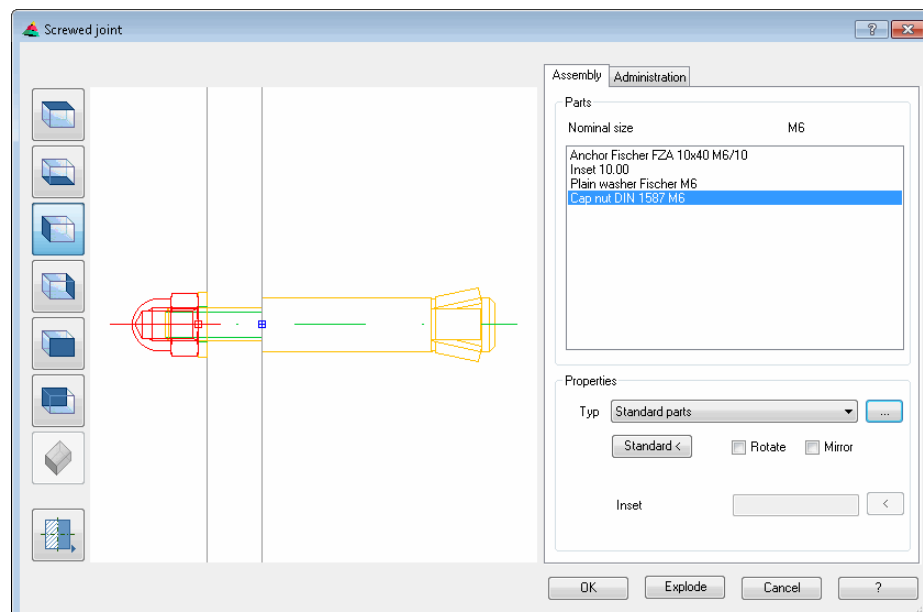 Screwed joint
?
Assembly
Administration
Parts
Nominal size M6
Anchor Fischer FZA 10x40 M6/10
Inset 10.00
Plain washer Fischer M6
Cap nut DIN 1587 M6
Properties
Typ Standard parts ...
Standard < Rotate Mirror
Inset <
OK Explode Cancel ?